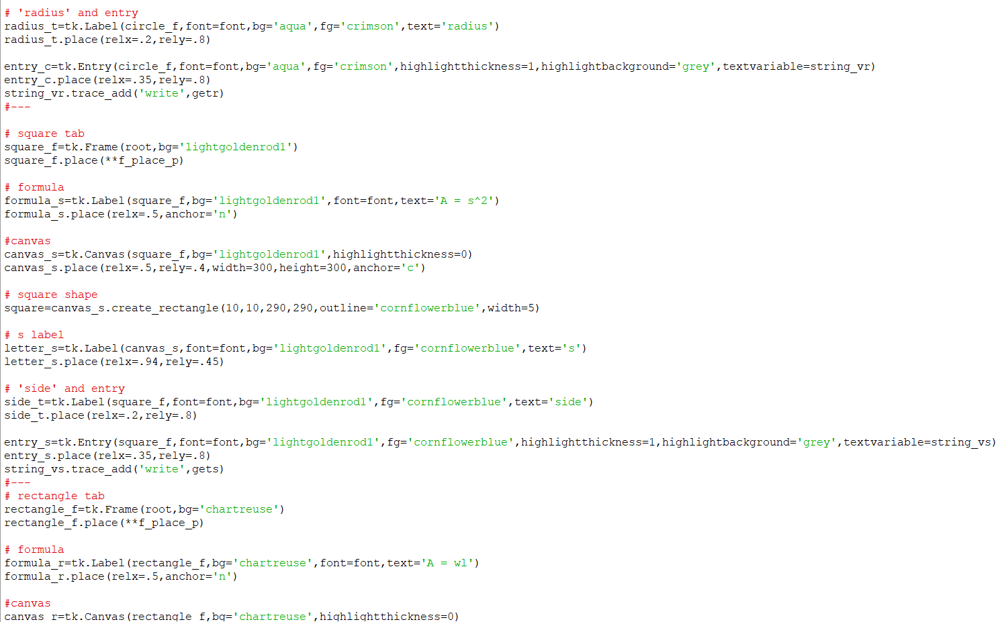 # 'radius' and entry
radius_t=tk.Label(circle_f,font=font,bg='aqua',fg='crimson',text='radius')
radius_t.place(relx=.2,rely=.8)
entry_c=tk.Entry(circle_f,font=font,bg='aqua',fg='crimson',highlightthickness=1,highlightbackground='grey',textvariable=string_vr)
entry_c.place(relx=.35,rely=.8)
string_vr.trace_add('write',getr)
#---
# square tab
square_f=tk.Frame(root,bg='lightgoldenrod1')
square_f.place(**f_place_p)
# formula
formula_s=tk.Label(square_f,bg='lightgoldenrod1',font=font,text='A = s^2')
formula_s.place(relx=.5,anchor='n')
#canvas
canvas_s=tk.Canvas(square_f,bg='lightgoldenrod1',highlightthickness=0)
canvas_s.place(relx=.5,rely=.4,width=300,height=300,anchor='c')
# square shape
square=canvas_s.create_rectangle(10,10,290,290,outline='cornflowerblue',width=5)
# s label
letter_s=tk.Label(canvas_s,font=font,bg='lightgoldenrod1',fg='cornflowerblue',text='s')
letter_s.place(relx=.94,rely=.45)
# 'side' and entry
side_t=tk.Label(square_f,font=font,bg='lightgoldenrod1',fg='cornflowerblue',text='side')
side_t.place(relx=.2,rely=.8)
entry_s=tk.Entry(square_f,font=font,bg='lightgoldenrod1',fg='cornflowerblue',highlightthickness=1,highlightbackground='grey',textvariable=string_vs)
entry_s.place(relx=.35,rely=.8)
string_vs.trace_add('write',gets)
#---
# rectangle tab
rectangle_f=tk.Frame(root,bg='chartreuse')
rectangle_f.place(**f_place_p)
# formula
formula_r=tk.Label(rectangle_f,bg='chartreuse',font=font,text='A = wl')
formula_r.place(relx=.5,anchor='n')
#canvas
canvas_r=tk.Canvas(rectangle_f,bg='chartreuse',highlightthickness=0)